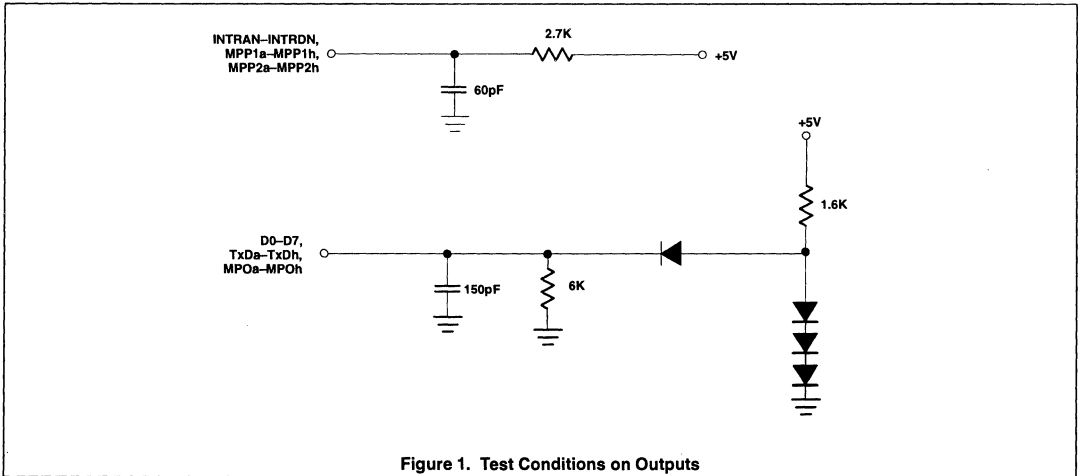 INTRAN–INTRDN,
MPP1a–MPP1h,
MPP2a–MPP2h
2.7K
+5V
60pF
+5V
1.6K
D0–D7,
TxDa–TxDh,
MPOa–MPOh
150pF
6K
Figure 1. Test Conditions on Outputs